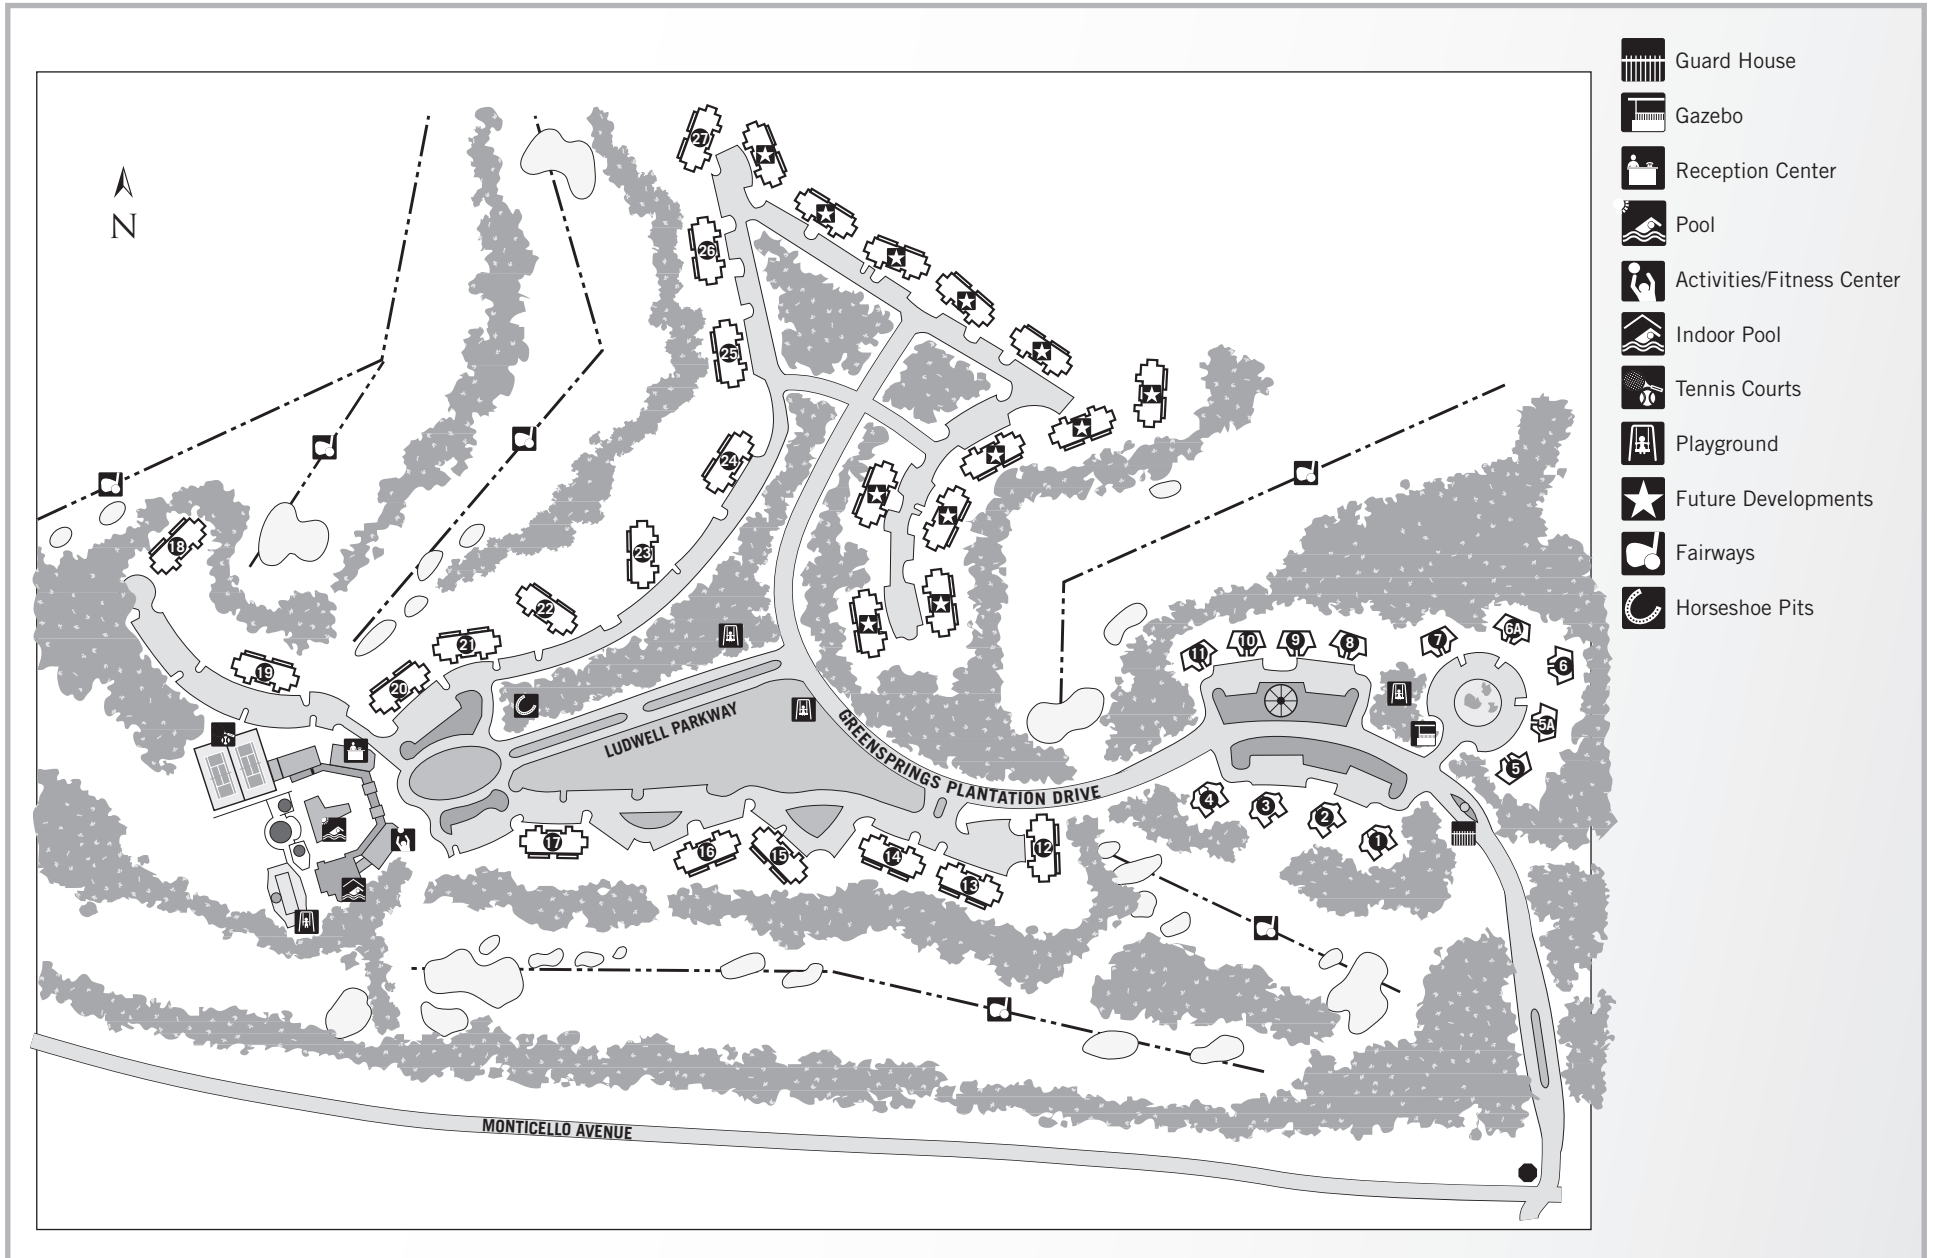 Guard House
Gazebo
Reception Center
Pool
Activities/Fitness Center
Indoor Pool
Tennis Courts
Playground
Future Developments
Fairways
Horseshoe Pits
N
27
26
25
24
23
22
21
20
19
18
17
16
15
14
13
12
11
10
9
8
7
6A
6
5A
5
4
3
2
1
LUDWELL PARKWAY
GREENSPRINGS PLANTATION DRIVE
MONTICELLO AVENUE